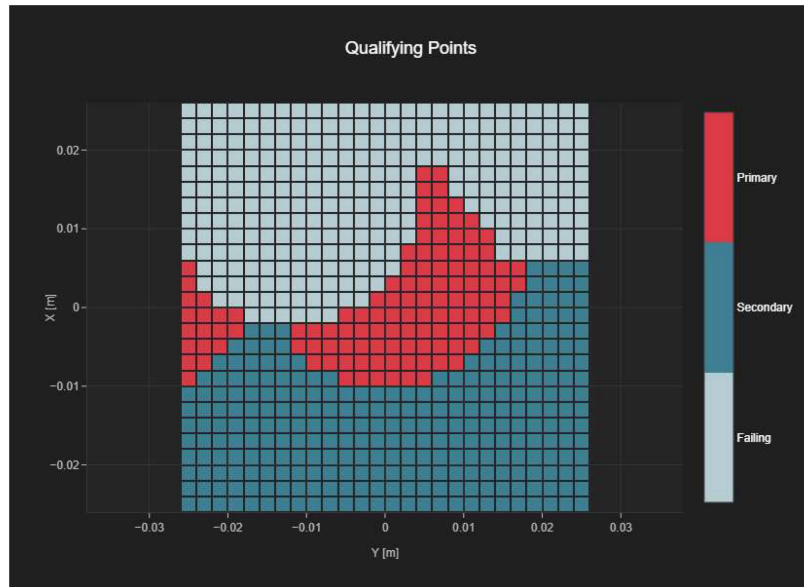 Qualifying Points
0.02
0.01
0
−0.01
−0.02
X [m]
−0.03
−0.02
−0.01
0
0.01
0.02
0.03
Y [m]
Primary
Secondary
Failing